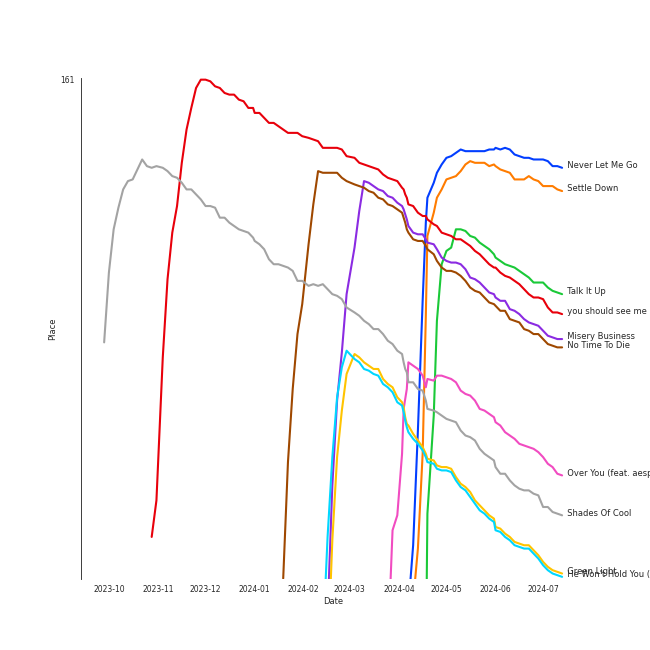 161
Place
Never Let Me Go
Settle Down
Talk It Up
you should see me
Misery Business
No Time To Die
Over You (feat. aesp
Shades Of Cool
Green Light
He Won't Hold You (
2023-10 2023-11 2023-12 2024-01 2024-02 2024-03 2024-04 2024-05 2024-06 2024-07
Date